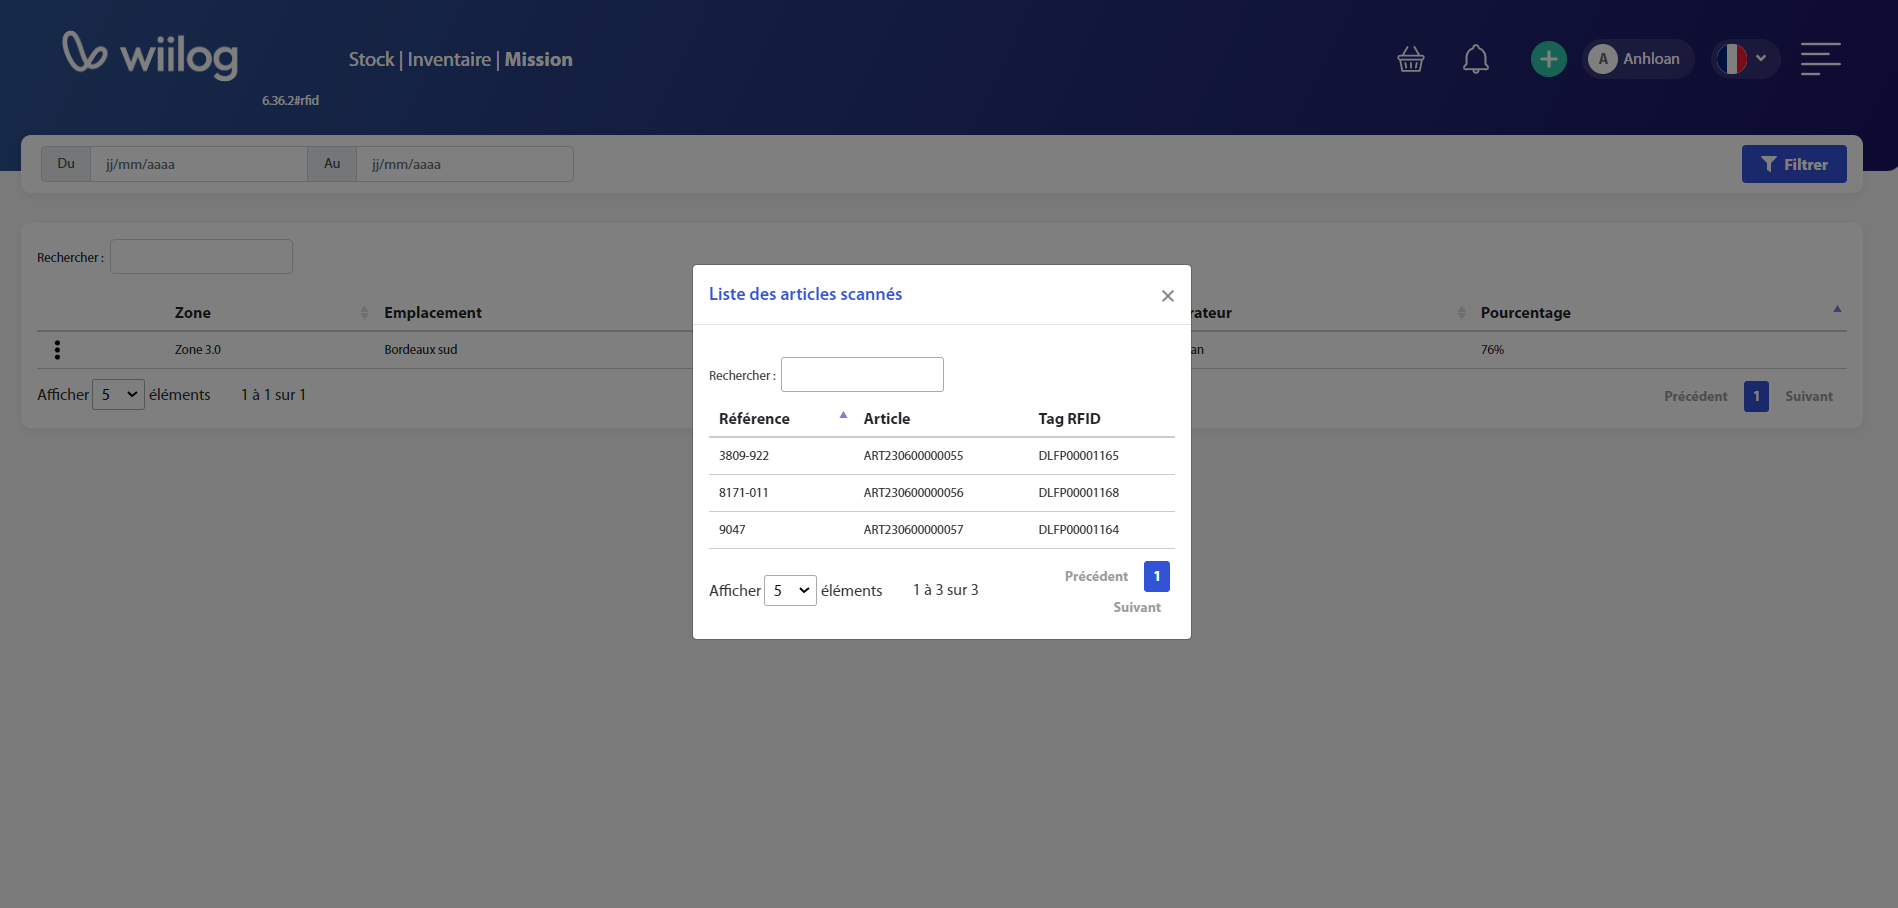 wiilog
Stock | Inventaire | Mission
A Anhloan
6.36.2#rfid
Du jj/mm/aaaa Au jj/mm/aaaa
Filtrer
Rechercher :
Zone Emplacement rateur Pourcentage
Zone 3.0 Bordeaux sud an 76%
Afficher 5 éléments 1 à 1 sur 1
Précédent 1 Suivant
Liste des articles scannés
×
Rechercher :
Référence Article Tag RFID
3809-922 ART230600000055 DLFP00001165
8171-011 ART230600000056 DLFP00001168
9047 ART230600000057 DLFP00001164
Afficher 5 éléments 1 à 3 sur 3
Précédent 1
Suivant